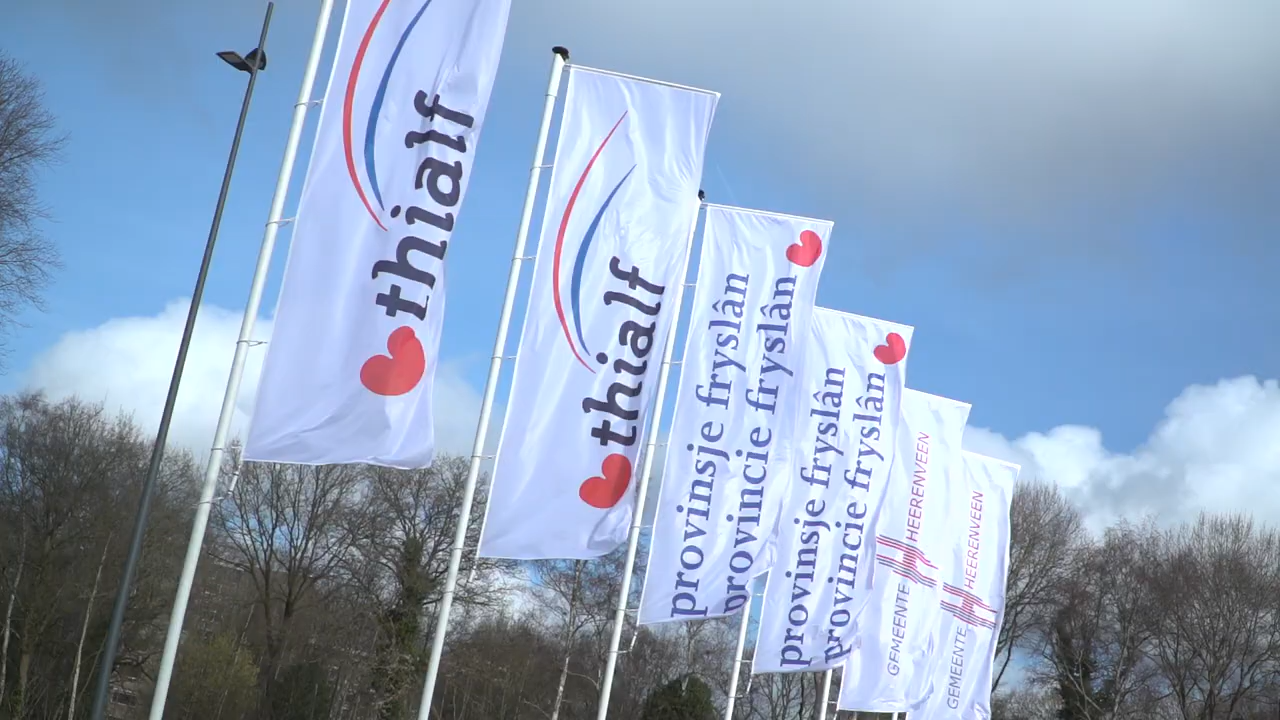 thialf
thialf
provinsje fryslân
provincie fryslân
provinsje fryslân
provincie fryslân
GEMEENTE HEERENVEEN
GEMEENTE HEERENVEEN